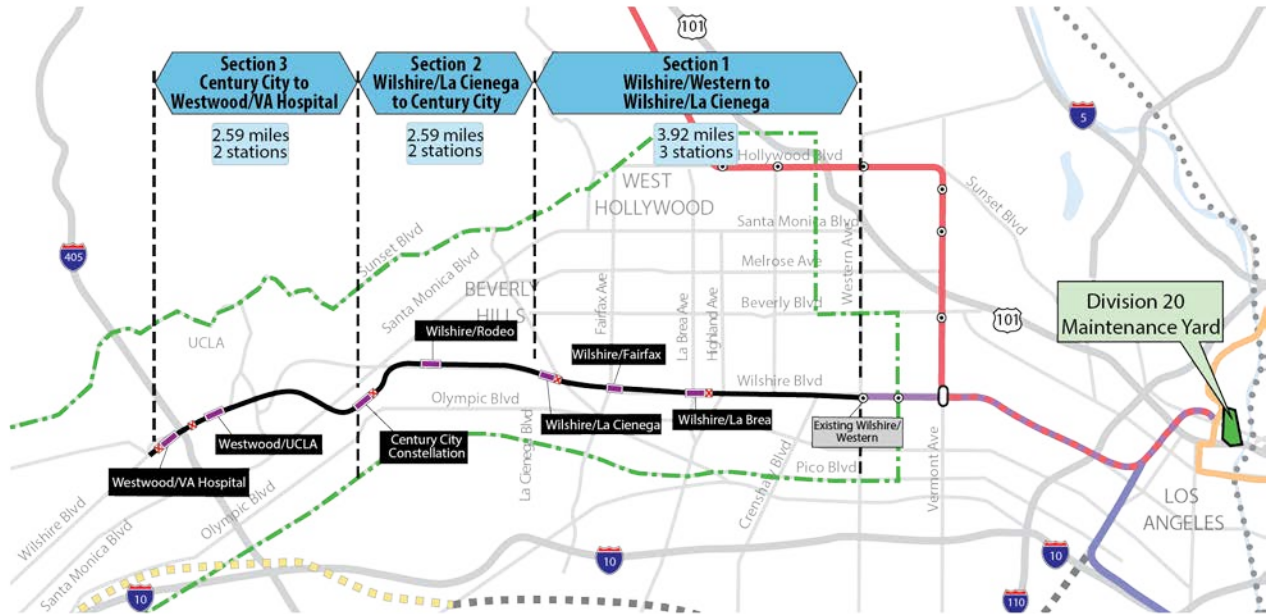 Section 3
Century City to
Westwood/VA Hospital
2.59 miles
2 stations
Section 2
Wilshire/La Cienega
to Century City
2.59 miles
2 stations
Section 1
Wilshire/Western to
Wilshire/La Cienega
3.92 miles
3 stations
101
5
Hollywood Blvd
WEST
HOLLYWOOD
Sunset Blvd
Santa Monica Blvd
Western Ave
405
Sunset Blvd
Santa Monica Blvd
Melrose Ave
BEVERLY
HILLS
Fairfax Ave
La Brea Ave
Highland Ave
Beverly Blvd
101
Division 20
Maintenance Yard
UCLA
Wilshire/Rodeo
Wilshire/Fairfax
Wilshire Blvd
Olympic Blvd
Westwood/UCLA
Century City
Constellation
La Cienega Blvd
Wilshire/La Cienega
Wilshire/La Brea
Existing Wilshire/
Western
Vermont Ave
Westwood/VA Hospital
Pico Blvd
Crenshaw Blvd
LOS
ANGELES
Wilshire Blvd
Santa Monica Blvd
Olympic Blvd
10
10
10
110